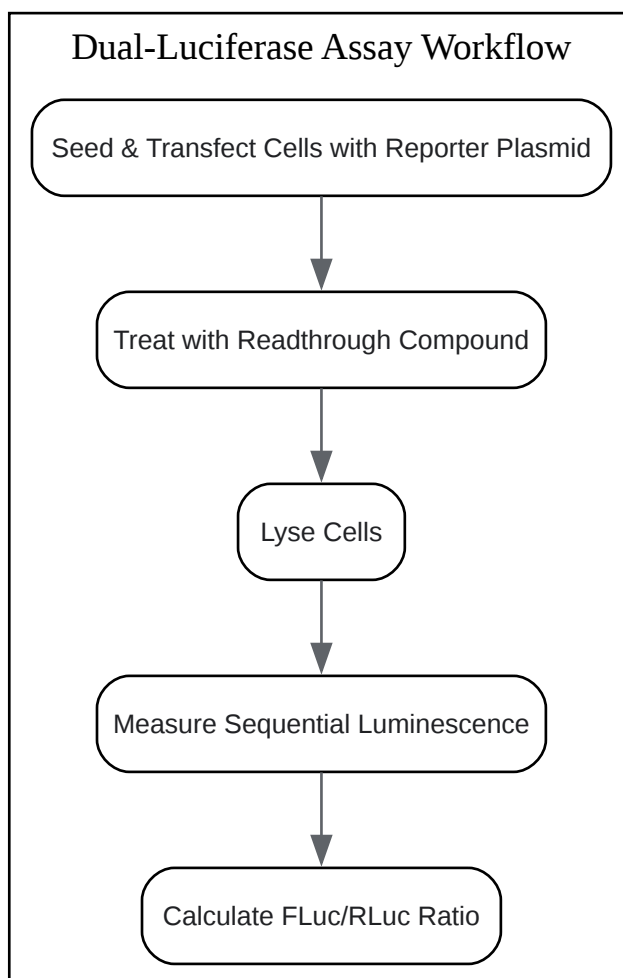 Dual-Luciferase Assay Workflow
Seed & Transfect Cells with Reporter Plasmid
Treat with Readthrough Compound
Lyse Cells
Measure Sequential Luminescence
Calculate FLuc/RLuc Ratio